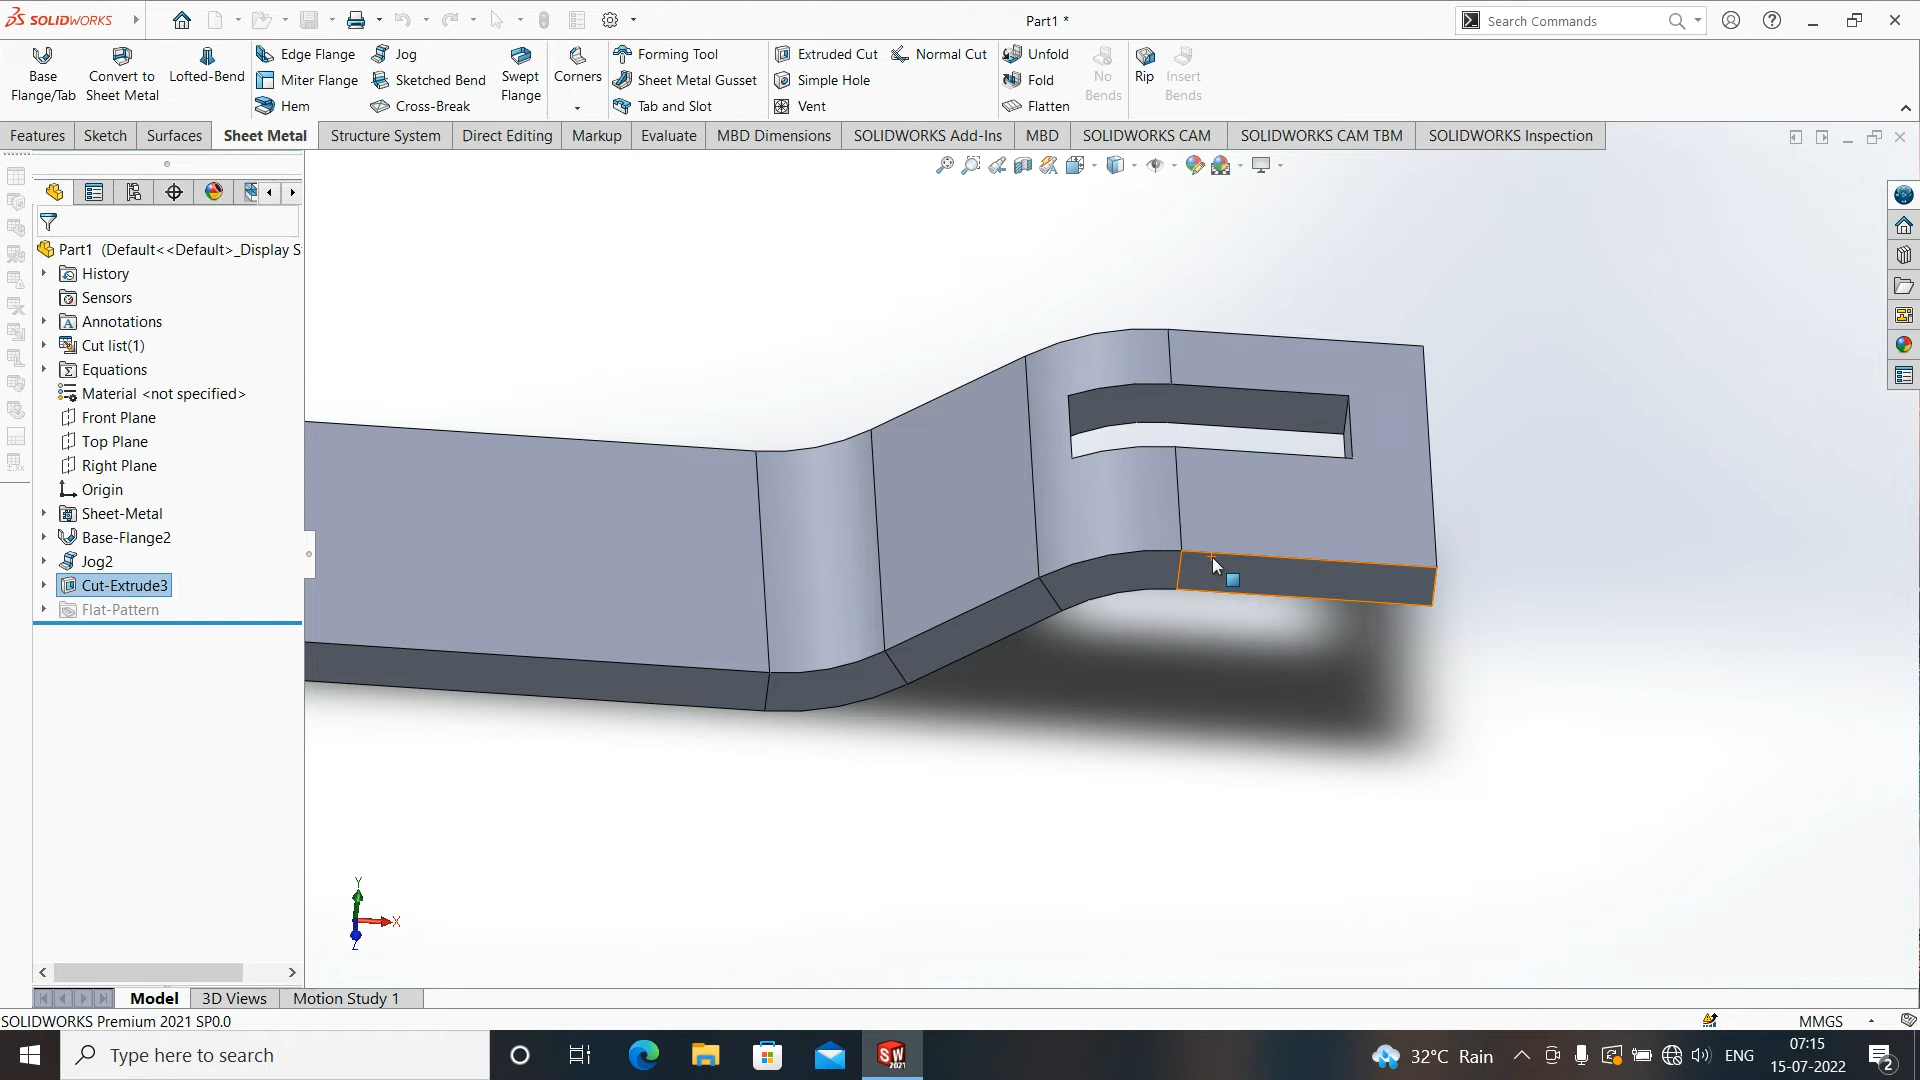 SOLIDWORKS
Part1 *
Search Commands
Base Flange/Tab
Convert to Sheet Metal
Lofted-Bend
Edge Flange
Miter Flange
Hem
Jog
Sketched Bend
Cross-Break
Swept Flange
Corners
Forming Tool
Sheet Metal Gusset
Tab and Slot
Extruded Cut
Simple Hole
Vent
Normal Cut
Unfold
Fold
Flatten
No Bends
Rip
Insert Bends
Features
Sketch
Surfaces
Sheet Metal
Structure System
Direct Editing
Markup
Evaluate
MBD Dimensions
SOLIDWORKS Add-Ins
MBD
SOLIDWORKS CAM
SOLIDWORKS CAM TBM
SOLIDWORKS Inspection
Part1 (Default<<Default>_Display S
History
Sensors
Annotations
Cut list(1)
Equations
Material <not specified>
Front Plane
Top Plane
Right Plane
Origin
Sheet-Metal
Base-Flange2
Jog2
Cut-Extrude3
Flat-Pattern
Y
X
Z
Model
3D Views
Motion Study 1
SOLIDWORKS Premium 2021 SP0.0
MMGS
Type here to search
SW
2021
32°C Rain
ENG
07:15
15-07-2022
2